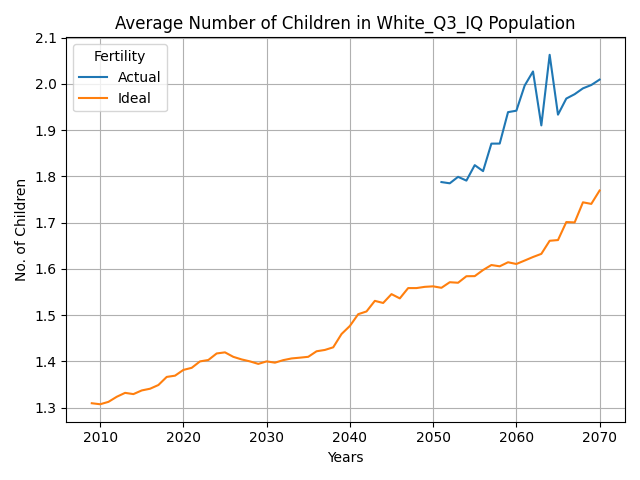 Average Number of Children in White_Q3_IQ Population
Fertility
Actual
Ideal
No. of Children
2.1
2.0
1.9
1.8
1.7
1.6
1.5
1.4
1.3
2010 2020 2030 2040 2050 2060 2070
Years